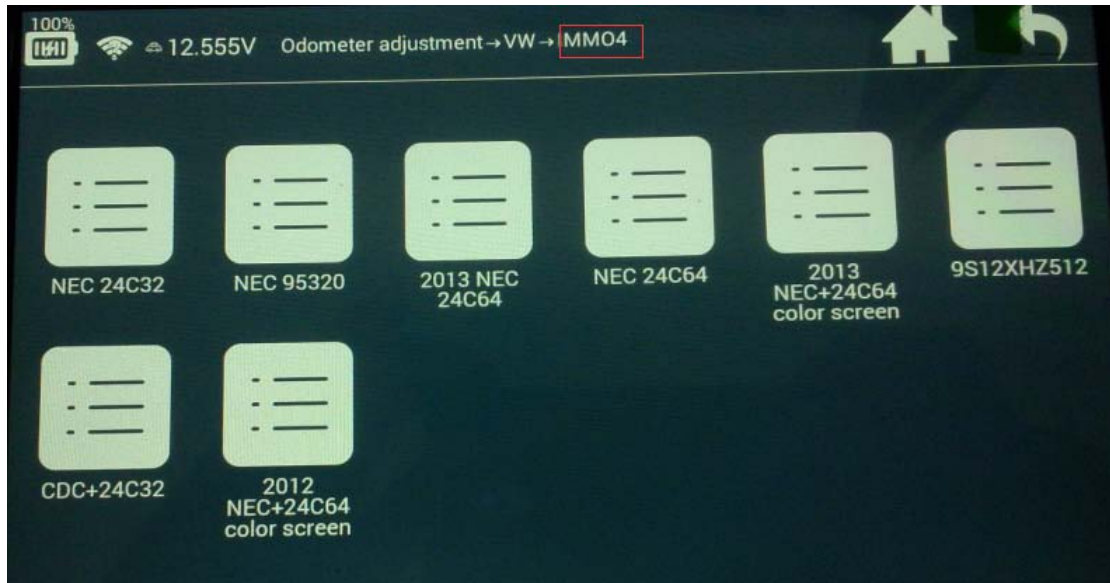 100%
12.555V Odometer adjustment→VW→IMMO4
NEC 24C32
NEC 95320
2013 NEC
24C64
NEC 24C64
2013
NEC+24C64
color screen
9S12XHZ512
CDC+24C32
2012
NEC+24C64
color screen